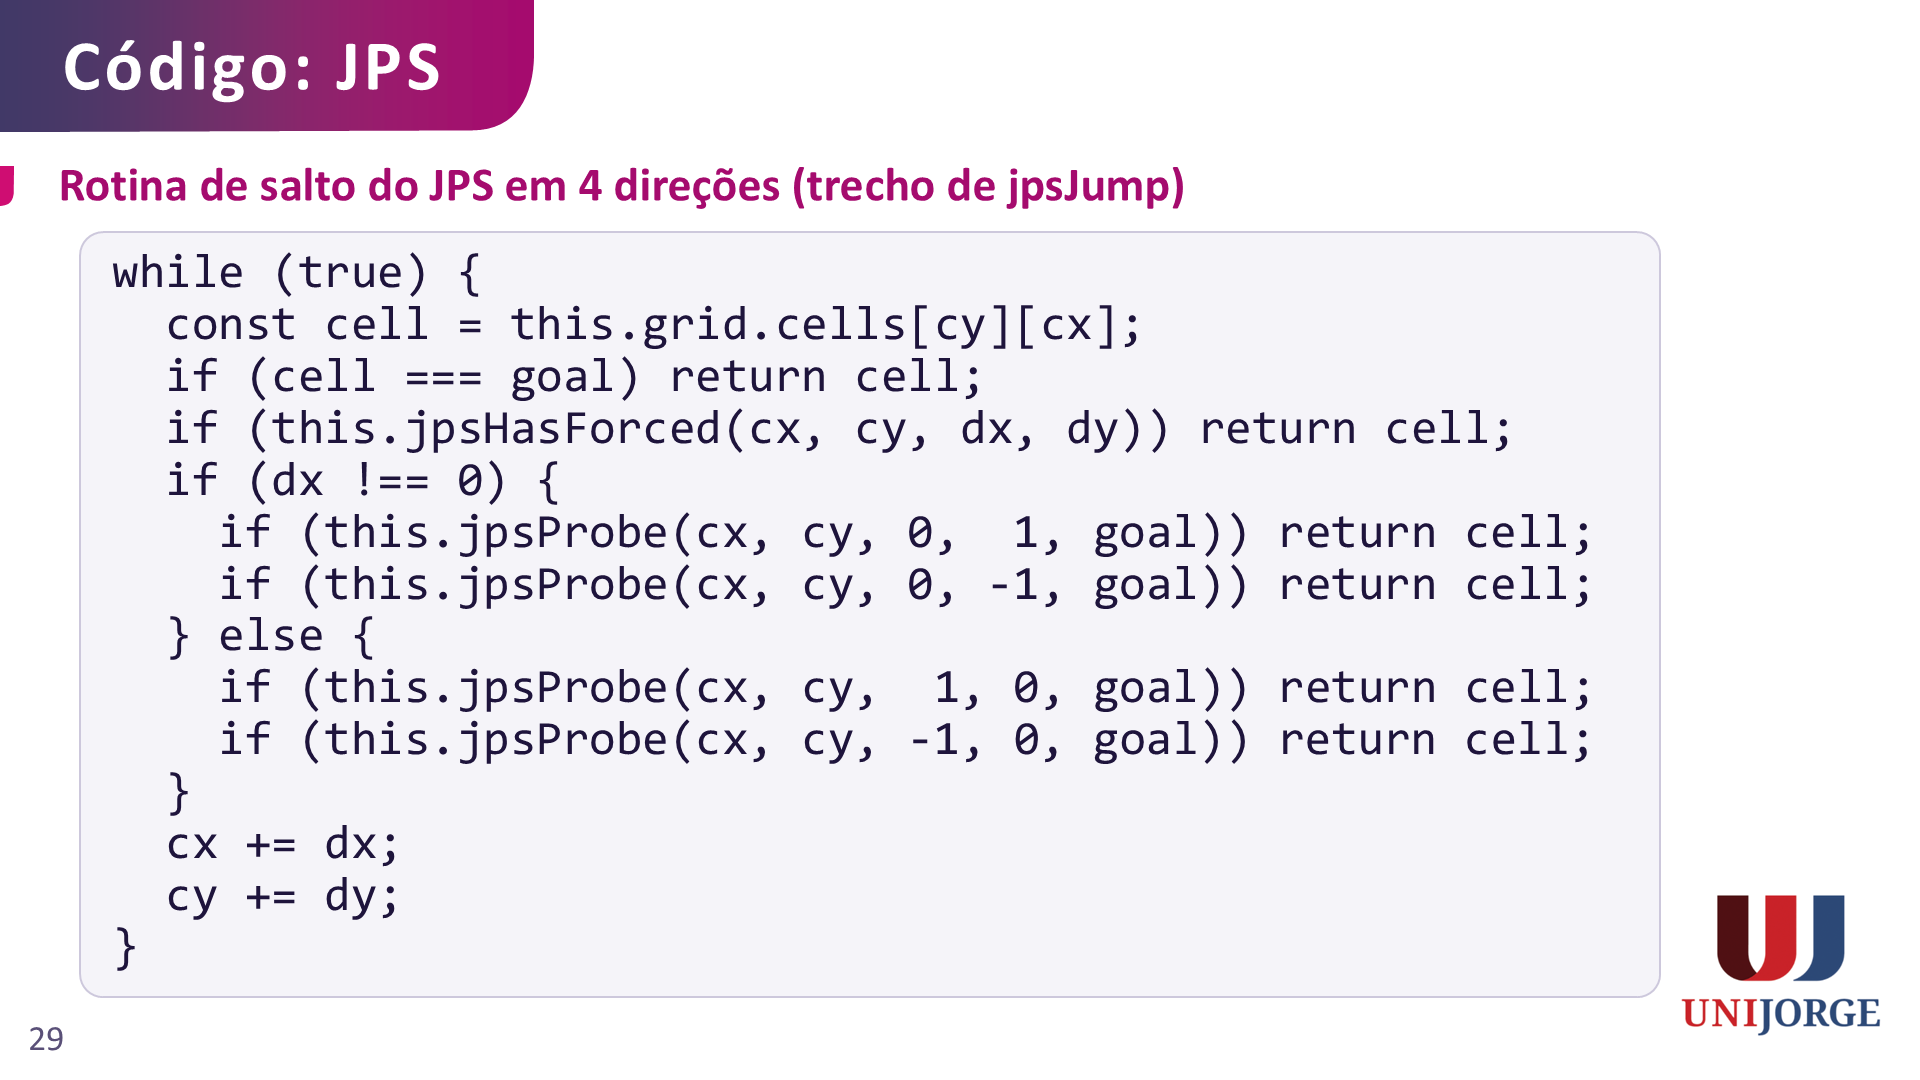 Código: JPS
Rotina de salto do JPS em 4 direções (trecho de jpsJump)
while (true) {
  const cell = this.grid.cells[cy][cx];
  if (cell === goal) return cell;
  if (this.jpsHasForced(cx, cy, dx, dy)) return cell;
  if (dx !== 0) {
    if (this.jpsProbe(cx, cy, 0,  1, goal)) return cell;
    if (this.jpsProbe(cx, cy, 0, -1, goal)) return cell;
  } else {
    if (this.jpsProbe(cx, cy,  1, 0, goal)) return cell;
    if (this.jpsProbe(cx, cy, -1, 0, goal)) return cell;
  }
  cx += dx;
  cy += dy;
}
UNIJORGE
29